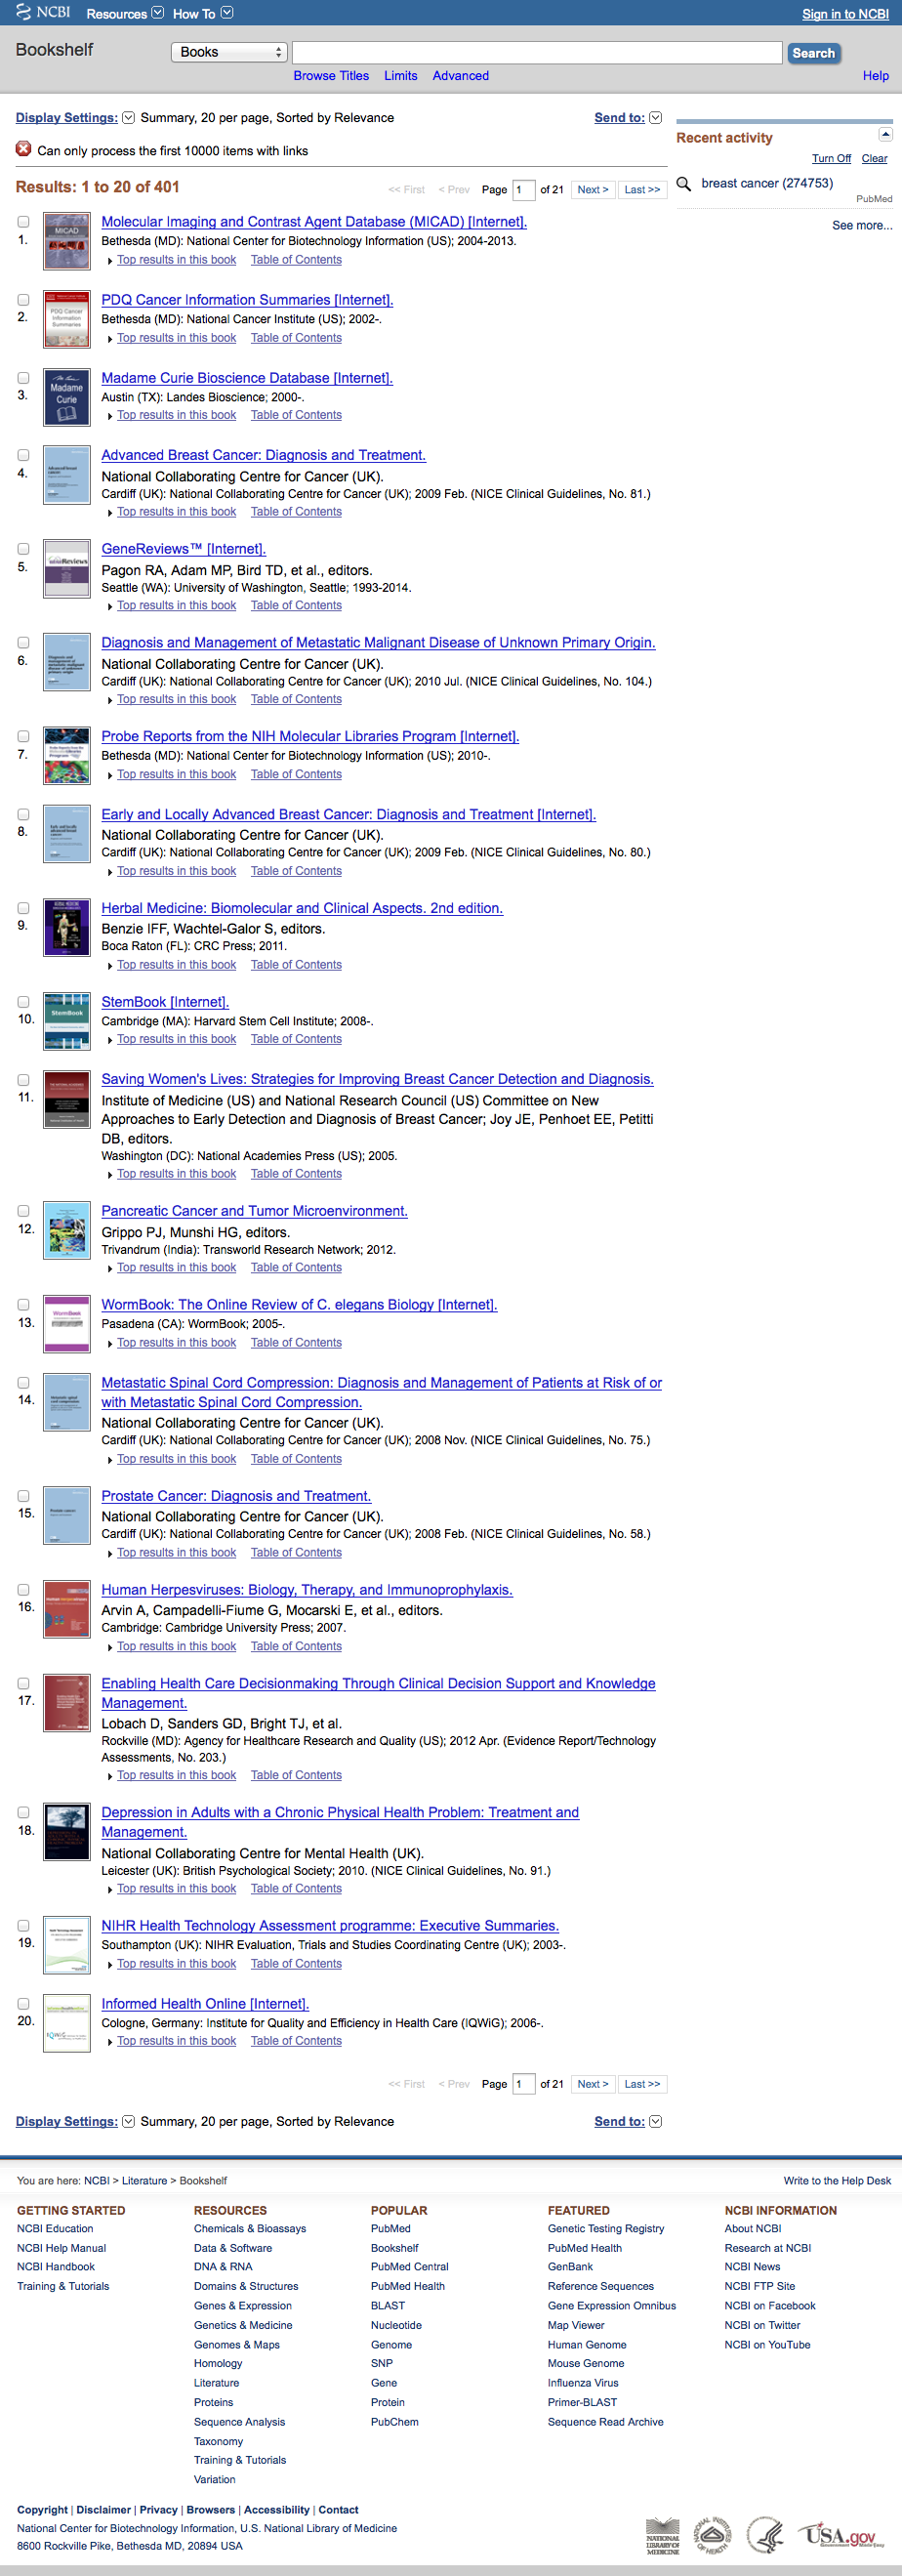 NCBI Resources How To Sign in to NCBI
Bookshelf Books Search
Browse Titles Limits Advanced Help
Display Settings: Summary, 20 per page, Sorted by Relevance Send to:
Can only process the first 10000 items with links
Results: 1 to 20 of 401 << First < Prev Page 1 of 21 Next > Last >>
Recent activity
Turn Off Clear
breast cancer (274753)
PubMed
See more...
1. MICAD Molecular Imaging and Contrast Agent Database (MICAD) [Internet].
Bethesda (MD): National Center for Biotechnology Information (US); 2004-2013.
Top results in this book Table of Contents
2. PDQ Cancer Information Summaries PDQ Cancer Information Summaries [Internet].
Bethesda (MD): National Cancer Institute (US); 2002-.
Top results in this book Table of Contents
3. Madame Curie Madame Curie Bioscience Database [Internet].
Austin (TX): Landes Bioscience; 2000-.
Top results in this book Table of Contents
4. Advanced Breast Cancer: Diagnosis and Treatment.
National Collaborating Centre for Cancer (UK).
Cardiff (UK): National Collaborating Centre for Cancer (UK); 2009 Feb. (NICE Clinical Guidelines, No. 81.)
Top results in this book Table of Contents
5. GeneReviews™ [Internet].
Pagon RA, Adam MP, Bird TD, et al., editors.
Seattle (WA): University of Washington, Seattle; 1993-2014.
Top results in this book Table of Contents
6. Diagnosis and Management of Metastatic Malignant Disease of Unknown Primary Origin.
National Collaborating Centre for Cancer (UK).
Cardiff (UK): National Collaborating Centre for Cancer (UK); 2010 Jul. (NICE Clinical Guidelines, No. 104.)
Top results in this book Table of Contents
7. Probe Reports from the NIH Molecular Libraries Program [Internet].
Bethesda (MD): National Center for Biotechnology Information (US); 2010-.
Top results in this book Table of Contents
8. Early and Locally Advanced Breast Cancer: Diagnosis and Treatment [Internet].
National Collaborating Centre for Cancer (UK).
Cardiff (UK): National Collaborating Centre for Cancer (UK); 2009 Feb. (NICE Clinical Guidelines, No. 80.)
Top results in this book Table of Contents
9. Herbal Medicine: Biomolecular and Clinical Aspects. 2nd edition.
Benzie IFF, Wachtel-Galor S, editors.
Boca Raton (FL): CRC Press; 2011.
Top results in this book Table of Contents
10. StemBook StemBook [Internet].
Cambridge (MA): Harvard Stem Cell Institute; 2008-.
Top results in this book Table of Contents
11. Saving Women's Lives: Strategies for Improving Breast Cancer Detection and Diagnosis.
Institute of Medicine (US) and National Research Council (US) Committee on New
Approaches to Early Detection and Diagnosis of Breast Cancer; Joy JE, Penhoet EE, Petitti
DB, editors.
Washington (DC): National Academies Press (US); 2005.
Top results in this book Table of Contents
12. Pancreatic Cancer and Tumor Microenvironment.
Grippo PJ, Munshi HG, editors.
Trivandrum (India): Transworld Research Network; 2012.
Top results in this book Table of Contents
13. WormBook WormBook: The Online Review of C. elegans Biology [Internet].
Pasadena (CA): WormBook; 2005-.
Top results in this book Table of Contents
14. Metastatic Spinal Cord Compression: Diagnosis and Management of Patients at Risk of or
with Metastatic Spinal Cord Compression.
National Collaborating Centre for Cancer (UK).
Cardiff (UK): National Collaborating Centre for Cancer (UK); 2008 Nov. (NICE Clinical Guidelines, No. 75.)
Top results in this book Table of Contents
15. Prostate Cancer: Diagnosis and Treatment.
National Collaborating Centre for Cancer (UK).
Cardiff (UK): National Collaborating Centre for Cancer (UK); 2008 Feb. (NICE Clinical Guidelines, No. 58.)
Top results in this book Table of Contents
16. Human Herpesviruses: Biology, Therapy, and Immunoprophylaxis.
Arvin A, Campadelli-Fiume G, Mocarski E, et al., editors.
Cambridge: Cambridge University Press; 2007.
Top results in this book Table of Contents
17. Enabling Health Care Decisionmaking Through Clinical Decision Support and Knowledge
Management.
Lobach D, Sanders GD, Bright TJ, et al.
Rockville (MD): Agency for Healthcare Research and Quality (US); 2012 Apr. (Evidence Report/Technology
Assessments, No. 203.)
Top results in this book Table of Contents
18. Depression in Adults with a Chronic Physical Health Problem: Treatment and
Management.
National Collaborating Centre for Mental Health (UK).
Leicester (UK): British Psychological Society; 2010. (NICE Clinical Guidelines, No. 91.)
Top results in this book Table of Contents
19. NIHR Health Technology Assessment programme: Executive Summaries.
Southampton (UK): NIHR Evaluation, Trials and Studies Coordinating Centre (UK); 2003-.
Top results in this book Table of Contents
20. Informed Health Online [Internet].
Cologne, Germany: Institute for Quality and Efficiency in Health Care (IQWiG); 2006-.
Top results in this book Table of Contents
<< First < Prev Page 1 of 21 Next > Last >>
Display Settings: Summary, 20 per page, Sorted by Relevance Send to:
You are here: NCBI > Literature > Bookshelf Write to the Help Desk
GETTING STARTED
NCBI Education
NCBI Help Manual
NCBI Handbook
Training & Tutorials
RESOURCES
Chemicals & Bioassays
Data & Software
DNA & RNA
Domains & Structures
Genes & Expression
Genetics & Medicine
Genomes & Maps
Homology
Literature
Proteins
Sequence Analysis
Taxonomy
Training & Tutorials
Variation
POPULAR
PubMed
Bookshelf
PubMed Central
PubMed Health
BLAST
Nucleotide
Genome
SNP
Gene
Protein
PubChem
FEATURED
Genetic Testing Registry
PubMed Health
GenBank
Reference Sequences
Gene Expression Omnibus
Map Viewer
Human Genome
Mouse Genome
Influenza Virus
Primer-BLAST
Sequence Read Archive
NCBI INFORMATION
About NCBI
Research at NCBI
NCBI News
NCBI FTP Site
NCBI on Facebook
NCBI on Twitter
NCBI on YouTube
Copyright | Disclaimer | Privacy | Browsers | Accessibility | Contact
National Center for Biotechnology Information, U.S. National Library of Medicine
8600 Rockville Pike, Bethesda MD, 20894 USA
NATIONAL LIBRARY OF MEDICINE
USA.gov